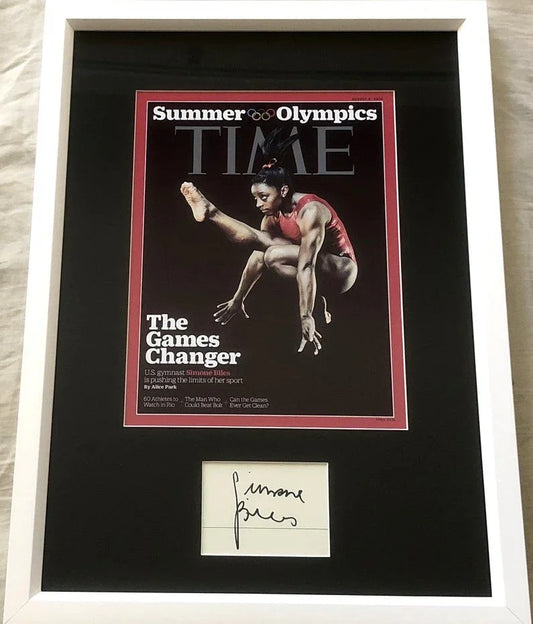 Summer Olympics
TIME
The
Games
Changer
U.S. gymnast Simone Biles
is pushing the limits of her sport
By Alice Park
60 Athletes to
Watch in Rio
The Man Who
Could Beat Bolt
Can the Games
Ever Get Clean?
Simone
Biles